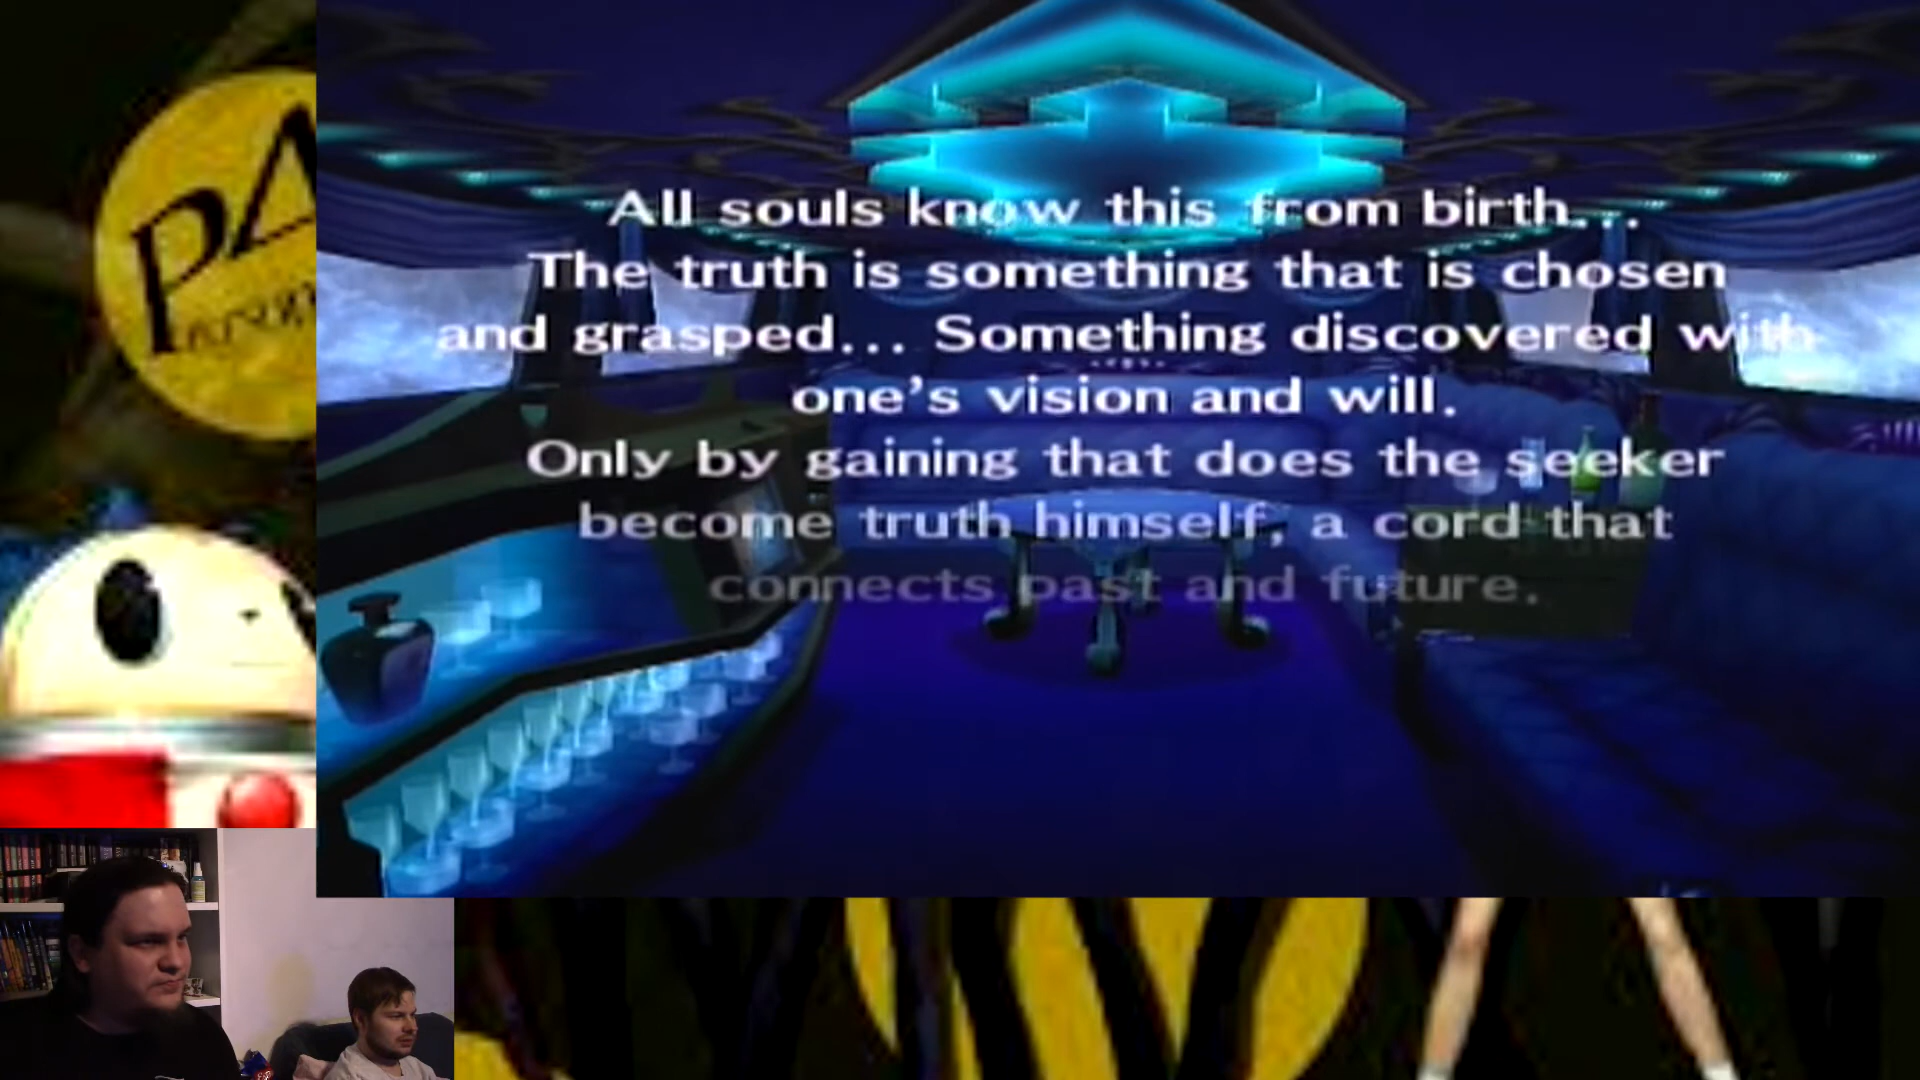 All souls know this from birth...
The truth is something that is chosen
and grasped... Something discovered with
one's vision and will.
Only by gaining that does the seeker
become truth himself, a cord that
connects past and future.